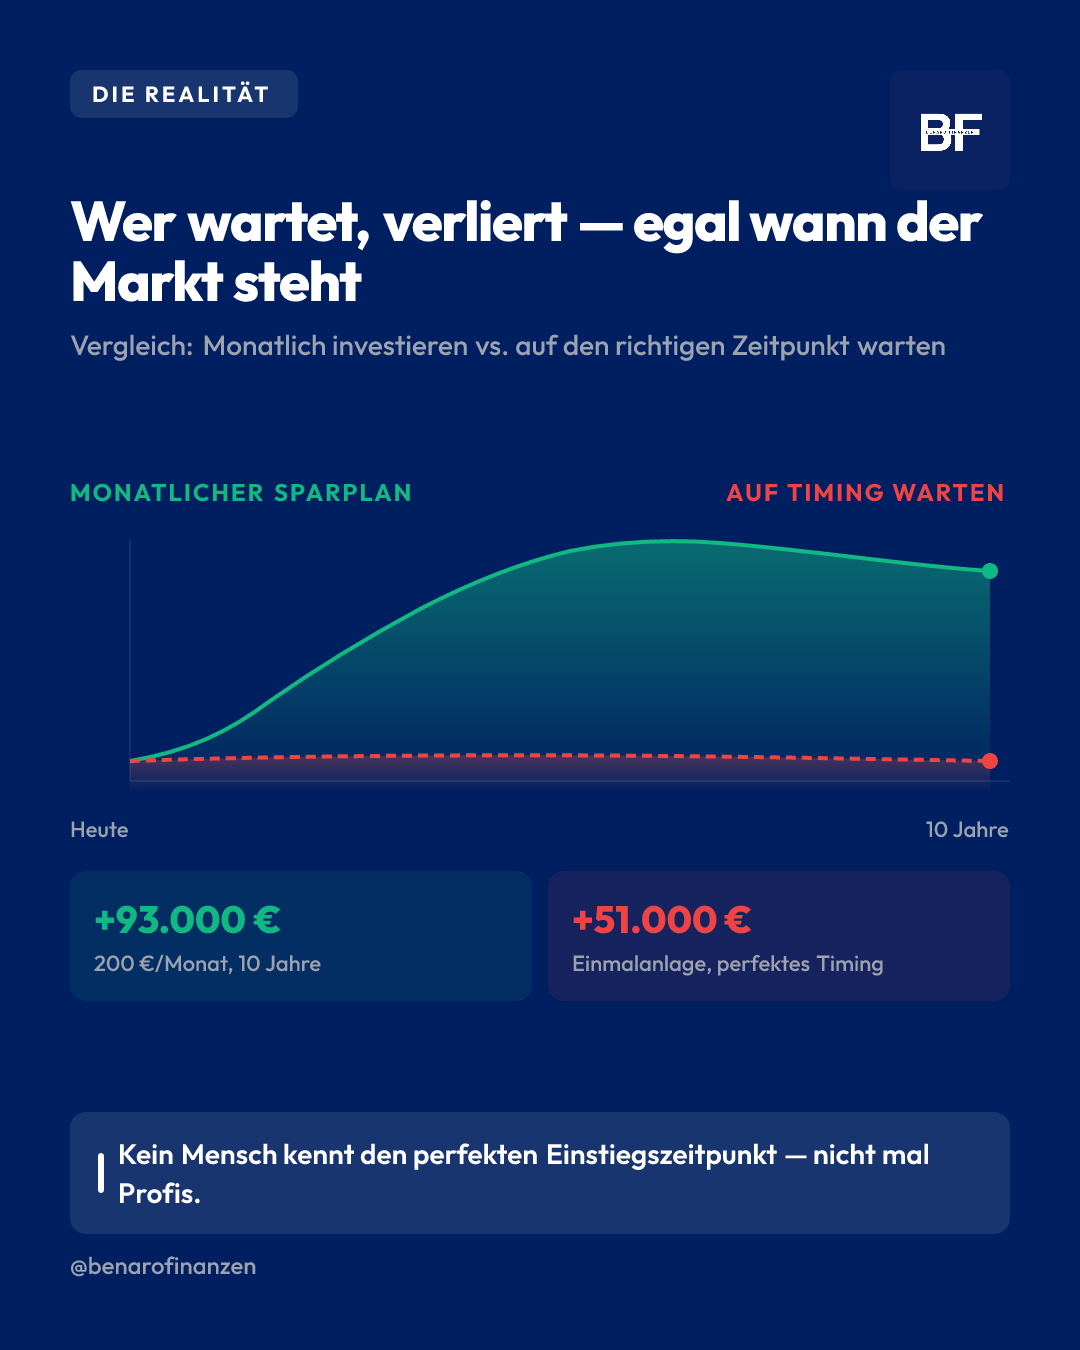 DIE REALITÄT
BF
Wer wartet, verliert — egal wann der
Markt steht
Vergleich: Monatlich investieren vs. auf den richtigen Zeitpunkt warten
MONATLICHER SPARPLAN
AUF TIMING WARTEN
Heute
10 Jahre
+93.000 €
200 €/Monat, 10 Jahre
+51.000 €
Einmalanlage, perfektes Timing
Kein Mensch kennt den perfekten Einstiegszeitpunkt — nicht mal
Profis.
@benarofinanzen